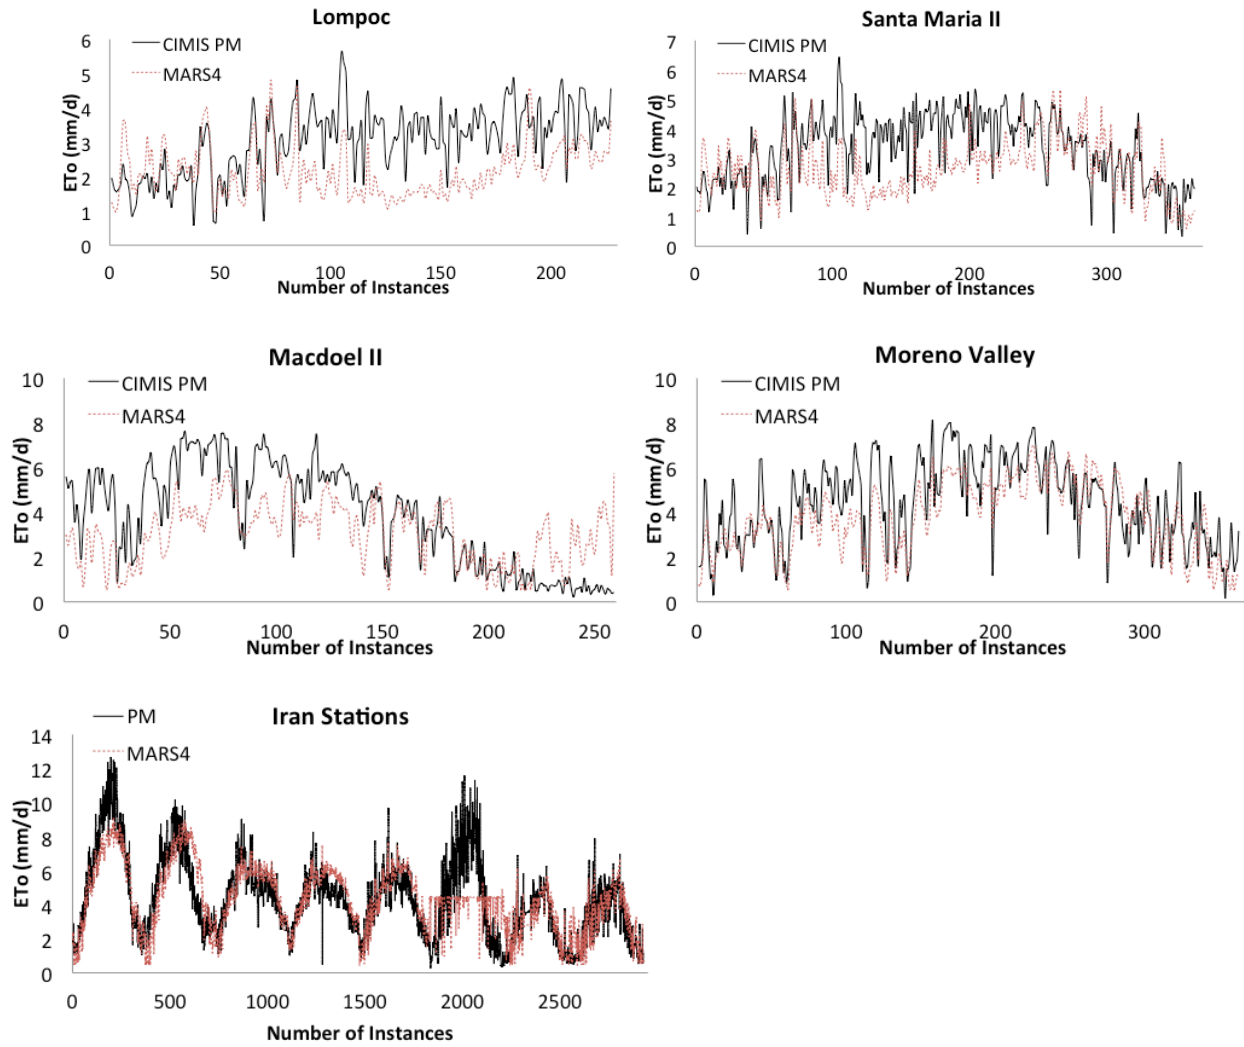 Lompoc
CIMIS PM
MARS4
ETo (mm/d)
6
5
4
3
2
1
0
0 50 100 150 200
Number of Instances
Santa Maria II
CIMIS PM
MARS4
ETo (mm/d)
7
6
5
4
3
2
1
0
0 100 200 300
Number of Instances
Macdoel II
CIMIS PM
MARS4
ETo (mm/d)
10
8
6
4
2
0
0 50 100 150 200 250
Number of Instances
Moreno Valley
CIMIS PM
MARS4
ETo (mm/d)
10
8
6
4
2
0
0 100 200 300
Number of Instances
Iran Stations
PM
MARS4
ETo (mm/d)
14
12
10
8
6
4
2
0
0 500 1000 1500 2000 2500
Number of Instances